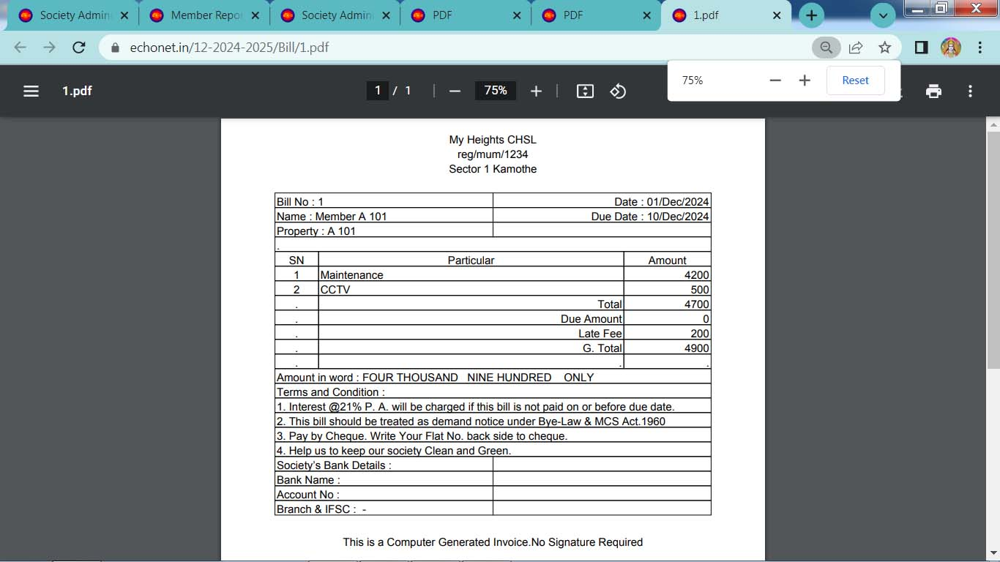 Society Admin
Member Repo
Society Admin
PDF
PDF
1.pdf
echonet.in/12-2024-2025/Bill/1.pdf
1.pdf
1 / 1
75%
75%
Reset
My Heights CHSL
reg/mum/1234
Sector 1 Kamothe
Bill No : 1 Date : 01/Dec/2024
Name : Member A 101 Due Date : 10/Dec/2024
Property : A 101
.
SN Particular Amount
1 Maintenance 4200
2 CCTV 500
. Total 4700
. Due Amount 0
. Late Fee 200
. G. Total 4900
. . .
Amount in word : FOUR THOUSAND NINE HUNDRED ONLY
Terms and Condition :
1. Interest @21% P. A. will be charged if this bill is not paid on or before due date.
2. This bill should be treated as demand notice under Bye-Law & MCS Act.1960
3. Pay by Cheque. Write Your Flat No. back side to cheque.
4. Help us to keep our society Clean and Green.
Society's Bank Details :
Bank Name :
Account No :
Branch & IFSC : -
This is a Computer Generated Invoice.No Signature Required